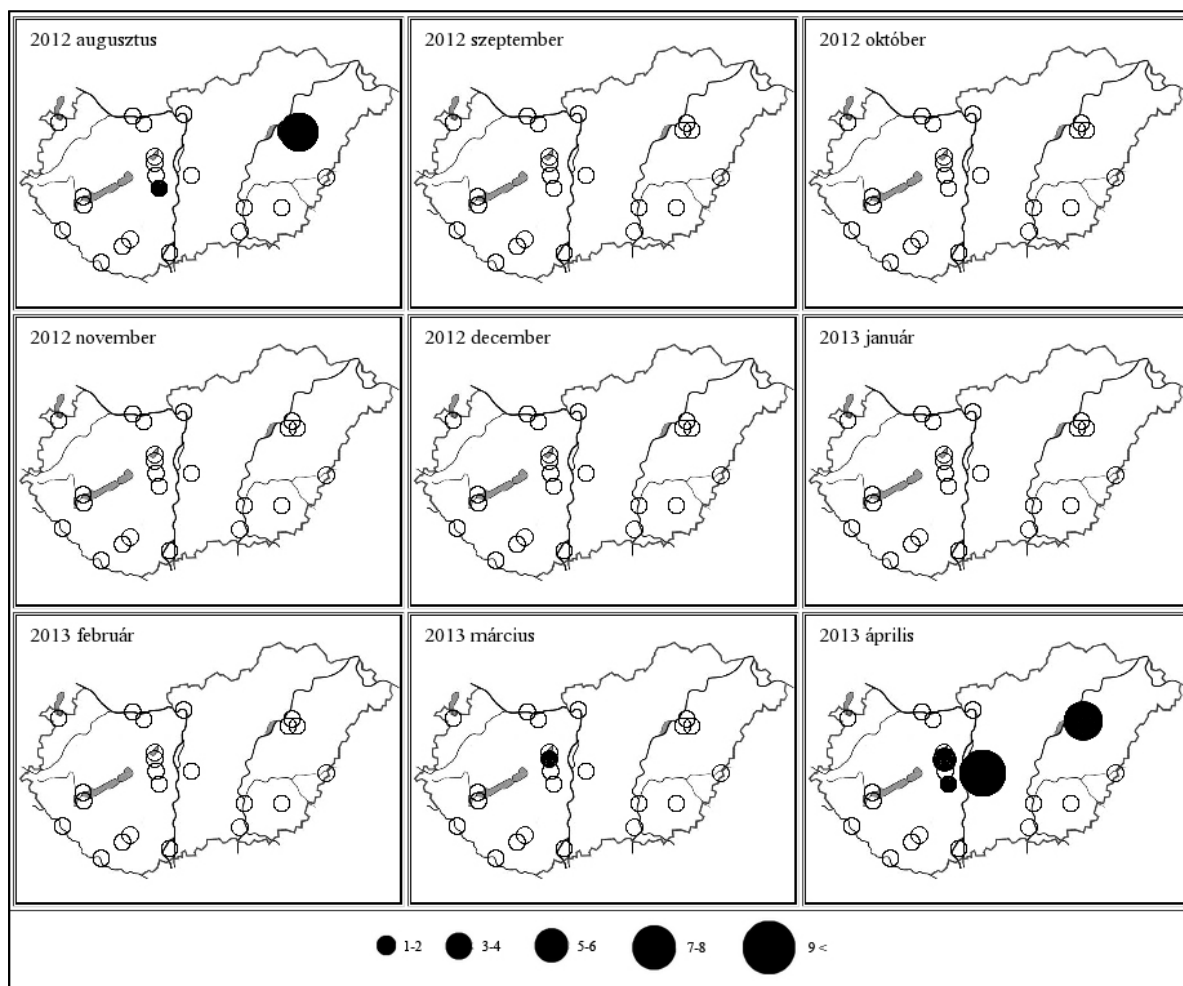 2012 augusztus
2012 szeptember
2012 október
2012 november
2012 december
2013 január
2013 február
2013 március
2013 április
1-2
3-4
5-6
7-8
9 <